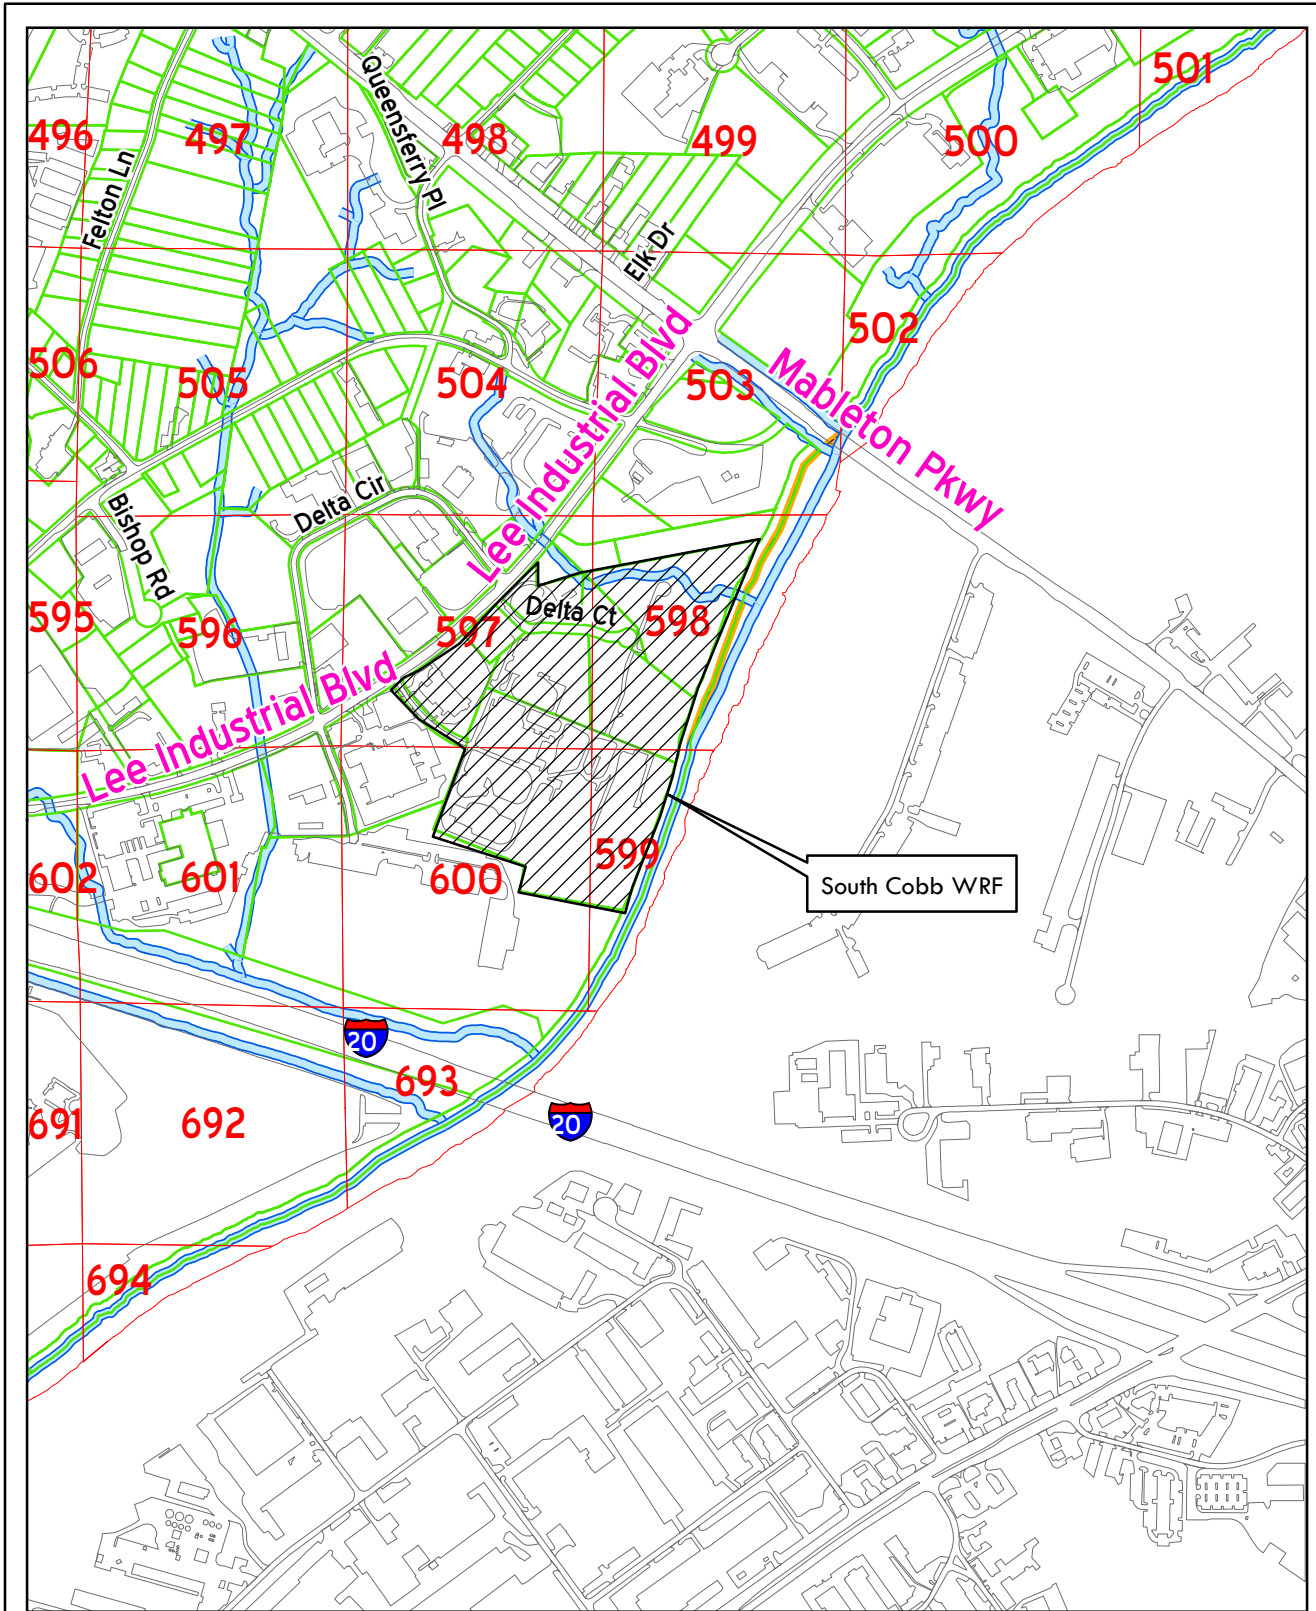 501
496
497
498
499
500
Queensferry Pl
Felton Ln
Elk Dr
506
505
504
503
502
Lee Industrial Blvd
Mableton Pkwy
Bishop Rd
Delta Cir
Delta Ct
595
596
597
598
Lee Industrial Blvd
602
601
600
599
South Cobb WRF
20
693
20
691
692
694